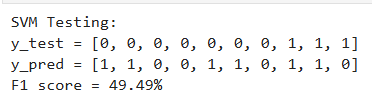 SVM Testing:
y_test = [0, 0, 0, 0, 0, 0, 0, 1, 1, 1]
y_pred = [1, 1, 0, 0, 1, 1, 0, 1, 1, 0]
F1 score = 49.49%